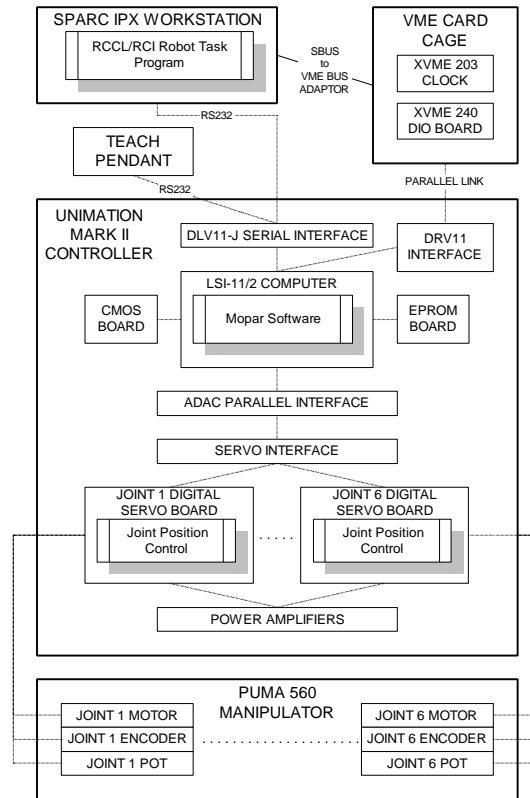 SPARC IPX WORKSTATION
RCCL/RCI Robot Task
Program
SBUS
to
VME BUS
ADAPTOR
VME CARD
CAGE
XVME 203
CLOCK
XVME 240
DIO BOARD
RS232
TEACH
PENDANT
RS232
PARALLEL LINK
UNIMATION
MARK II
CONTROLLER
DLV11-J SERIAL INTERFACE
DRV11
INTERFACE
LSI-11/2 COMPUTER
Mopar Software
CMOS
BOARD
EPROM
BOARD
ADAC PARALLEL INTERFACE
SERVO INTERFACE
JOINT 1 DIGITAL
SERVO BOARD
Joint Position
Control
. . . . .
JOINT 6 DIGITAL
SERVO BOARD
Joint Position
Control
POWER AMPLIFIERS
PUMA 560
MANIPULATOR
JOINT 1 MOTOR
JOINT 1 ENCODER
JOINT 1 POT
JOINT 6 MOTOR
JOINT 6 ENCODER
JOINT 6 POT